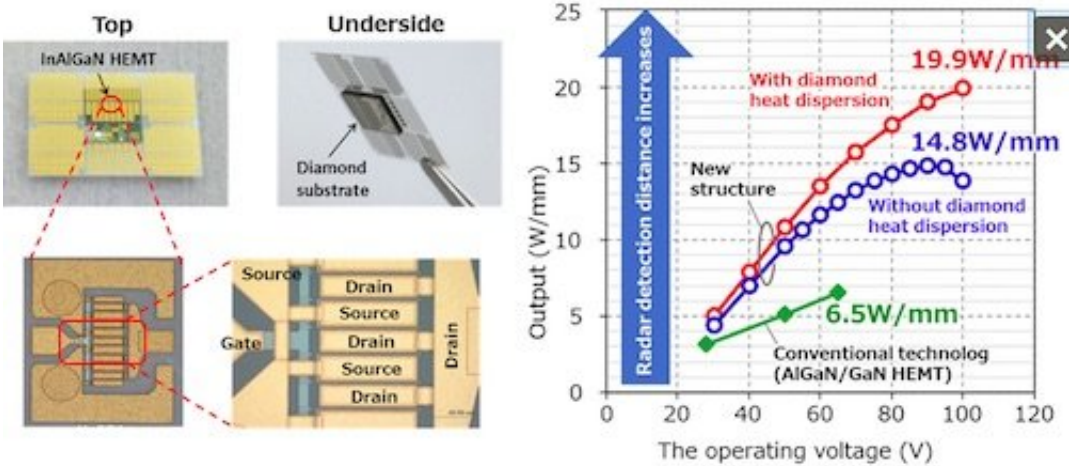 Top
InAlGaN HEMT
Underside
Diamond
substrate
Source
Gate
Drain
Source
Drain
Source
Drain
Drain
25
20
15
10
5
0
Output (W/mm)
Radar detection distance increases
With diamond
heat dispersion
19.9W/mm
14.8W/mm
New
structure
Without diamond
heat dispersion
6.5W/mm
Conventional technolog
(AlGaN/GaN HEMT)
0 20 40 60 80 100 120
The operating voltage (V)